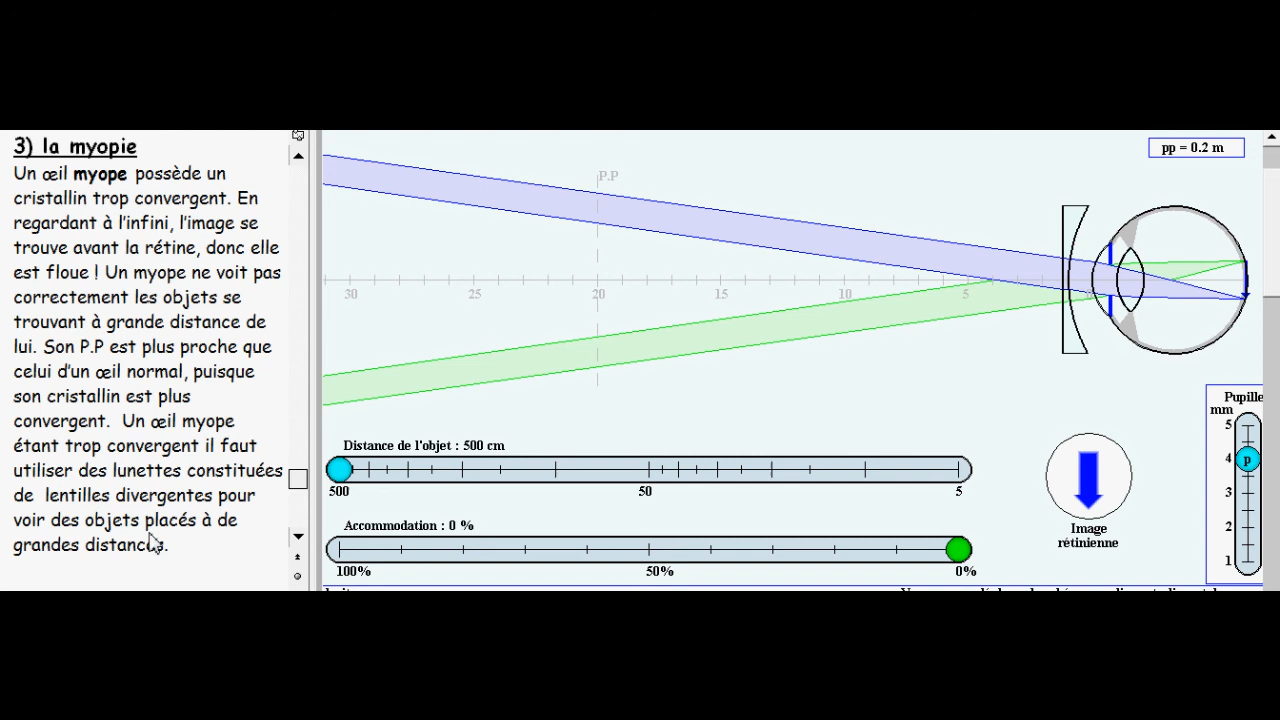 3) la myopie
Un œil myope possède un
cristallin trop convergent. En
regardant à l’infini, l’image se
trouve avant la rétine, donc elle
est floue ! Un myope ne voit pas
correctement les objets se
trouvant à grande distance de
lui. Son P.P est plus proche que
celui d’un œil normal, puisque
son cristallin est plus
convergent. Un œil myope
étant trop convergent il faut
utiliser des lunettes constituées
de lentilles divergentes pour
voir des objets placés à de
grandes distances.
pp = 0.2 m
P.P
30 25 20 15 10 5 0
Distance de l'objet : 500 cm
500 50 5
Accommodation : 0 %
100% 50% 0%
Image
rétinienne
Pupille
mm
5
4
p
3
2
1